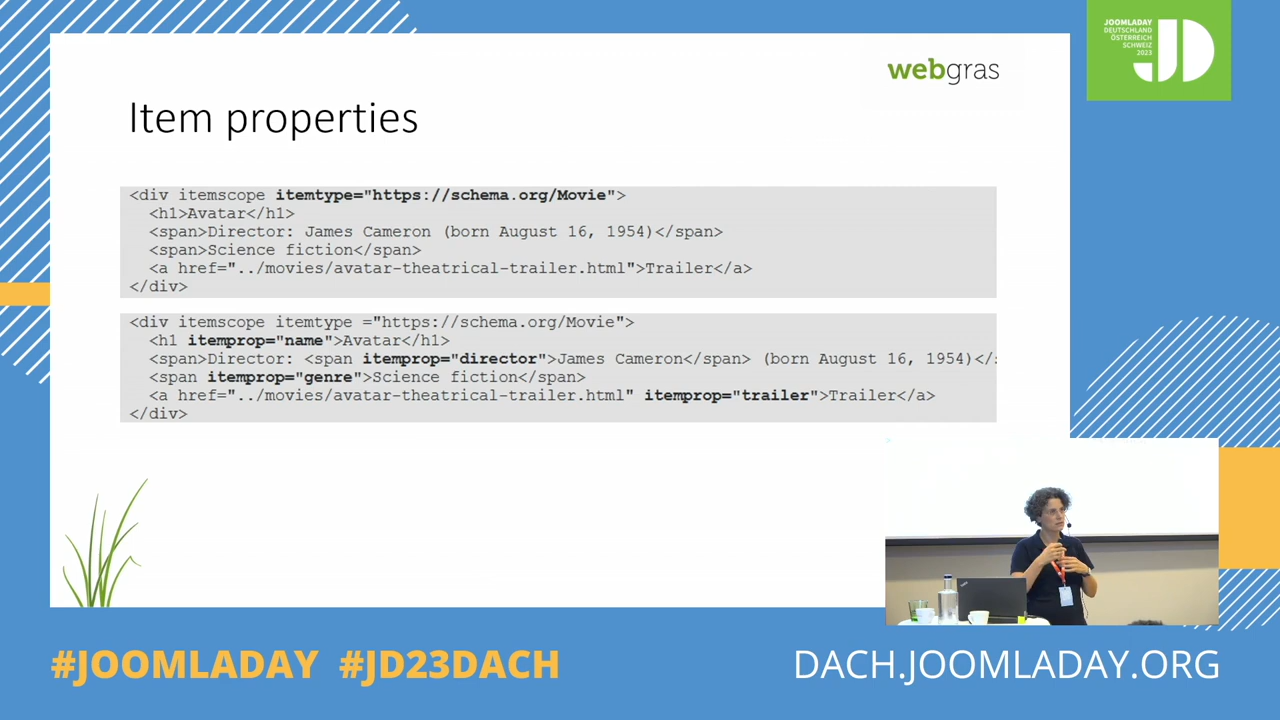 JOOMLADAY
DEUTSCHLAND
ÖSTERREICH
SCHWEIZ
2023
JD
webgras
Item properties
<div itemscope itemtype="https://schema.org/Movie">
<h1>Avatar</h1>
<span>Director: James Cameron (born August 16, 1954)</span>
<span>Science fiction</span>
<a href="../movies/avatar-theatrical-trailer.html">Trailer</a>
</div>
<div itemscope itemtype ="https://schema.org/Movie">
<h1 itemprop="name">Avatar</h1>
<span>Director: <span itemprop="director">James Cameron</span> (born August 16, 1954)</
<span itemprop="genre">Science fiction</span>
<a href="../movies/avatar-theatrical-trailer.html" itemprop="trailer">Trailer</a>
</div>
#JOOMLADAY #JD23DACH
DACH.JOOMLADAY.ORG